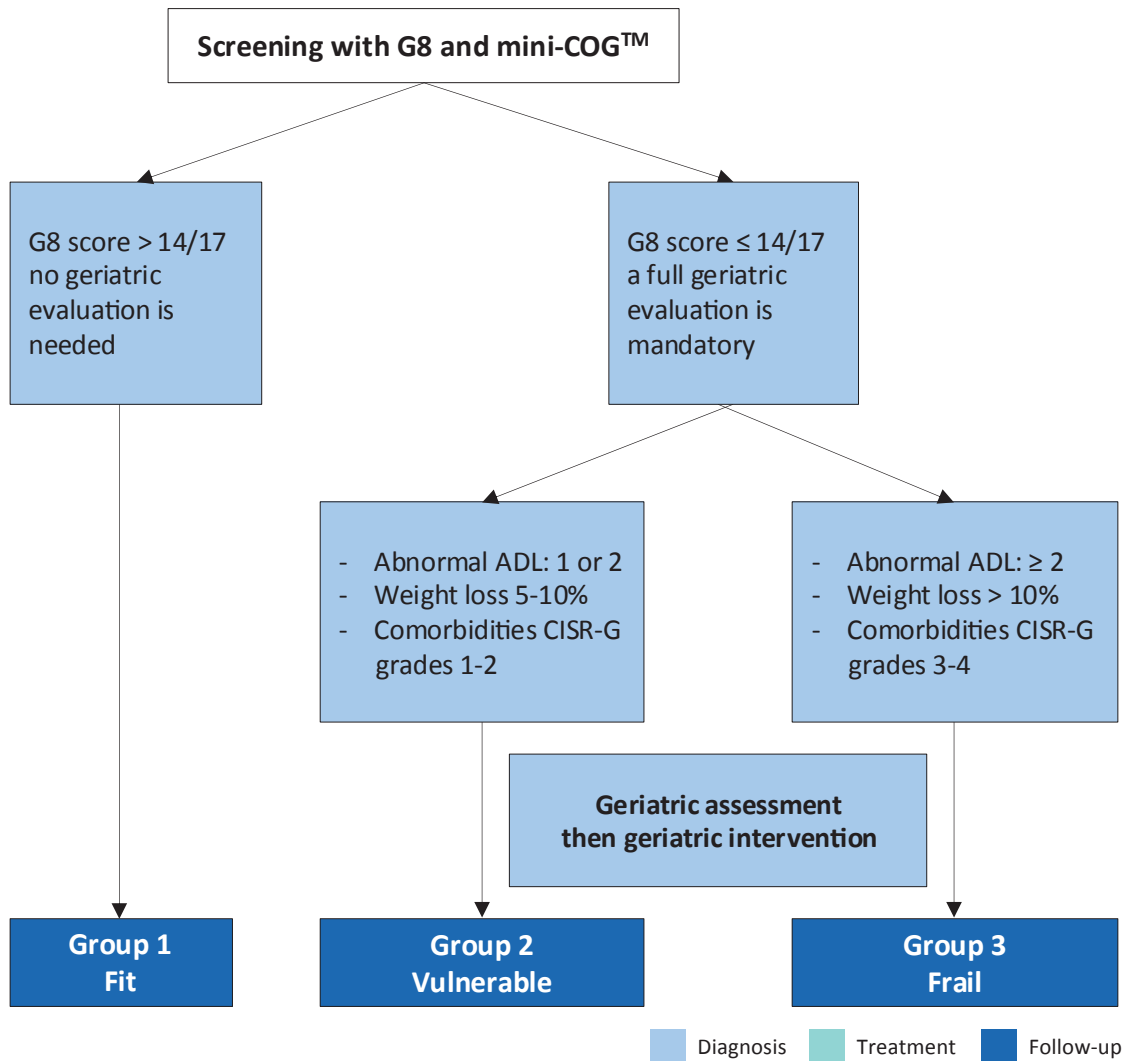 Screening with G8 and mini-COG™
G8 score > 14/17
no geriatric
evaluation is
needed
G8 score ≤ 14/17
a full geriatric
evaluation is
mandatory
- Abnormal ADL: 1 or 2
- Weight loss 5-10%
- Comorbidities CISR-G
grades 1-2
- Abnormal ADL: ≥ 2
- Weight loss > 10%
- Comorbidities CISR-G
grades 3-4
Geriatric assessment
then geriatric intervention
Group 1
Fit
Group 2
Vulnerable
Group 3
Frail
Diagnosis
Treatment
Follow-up